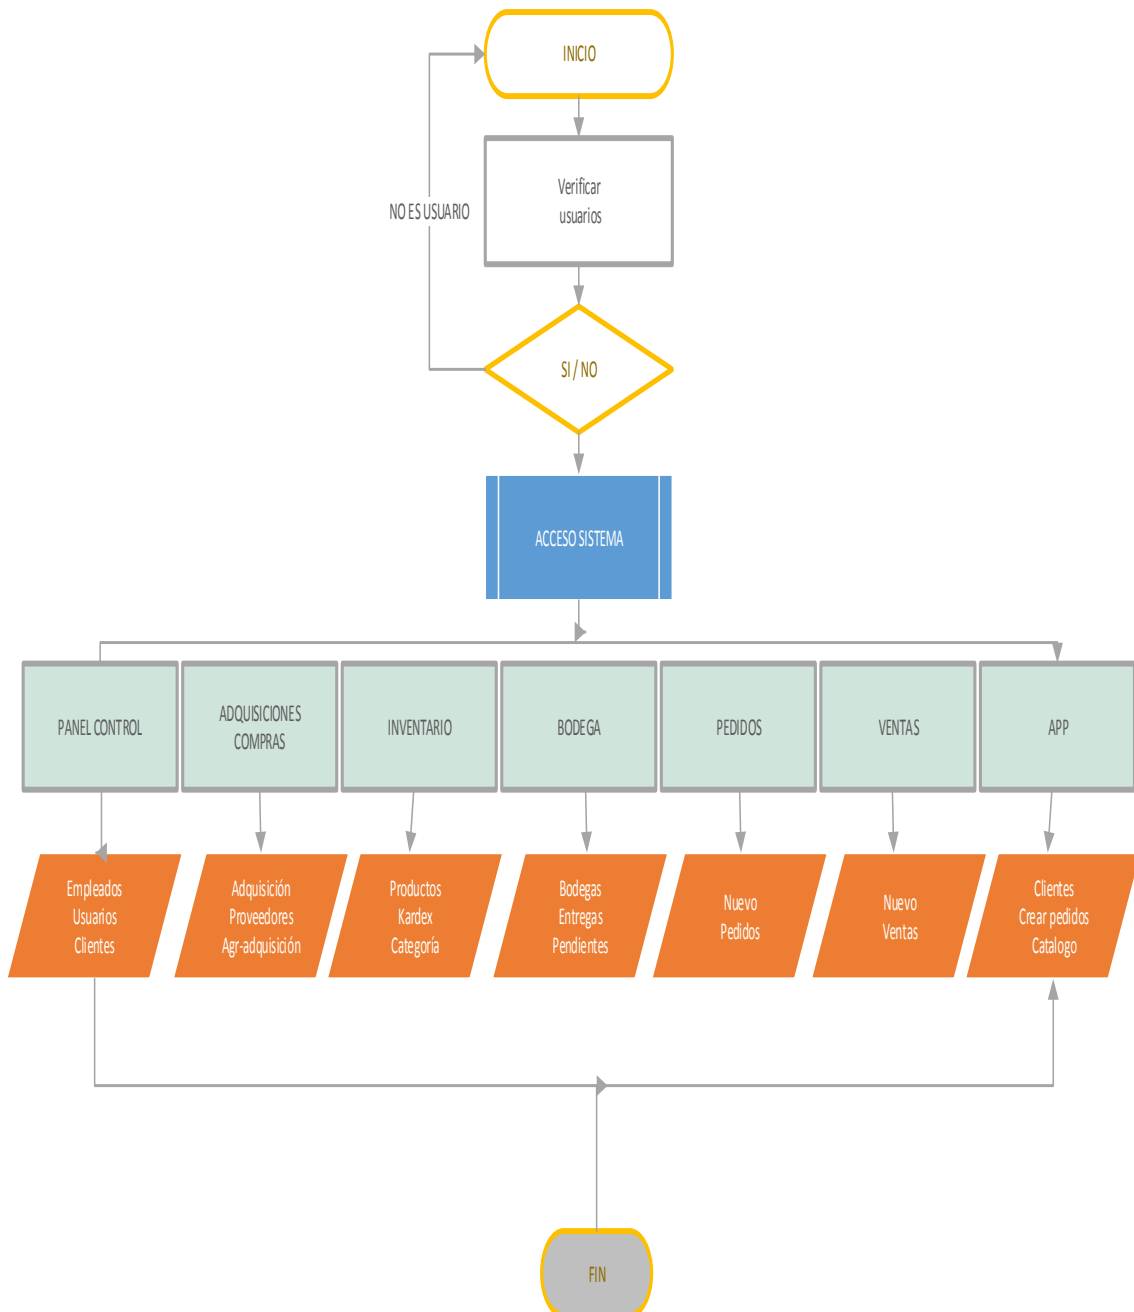 INICIO
Verificar
usuarios
NO ES USUARIO
SI / NO
ACCESO SISTEMA
PANEL CONTROL
ADQUISICIONES
COMPRAS
INVENTARIO
BODEGA
PEDIDOS
VENTAS
APP
Empleados
Usuarios
Clientes
Adquisición
Proveedores
Agr-adquisición
Productos
Kardex
Categoría
Bodegas
Entregas
Pendientes
Nuevo
Pedidos
Nuevo
Ventas
Clientes
Crear pedidos
Catalogo
FIN